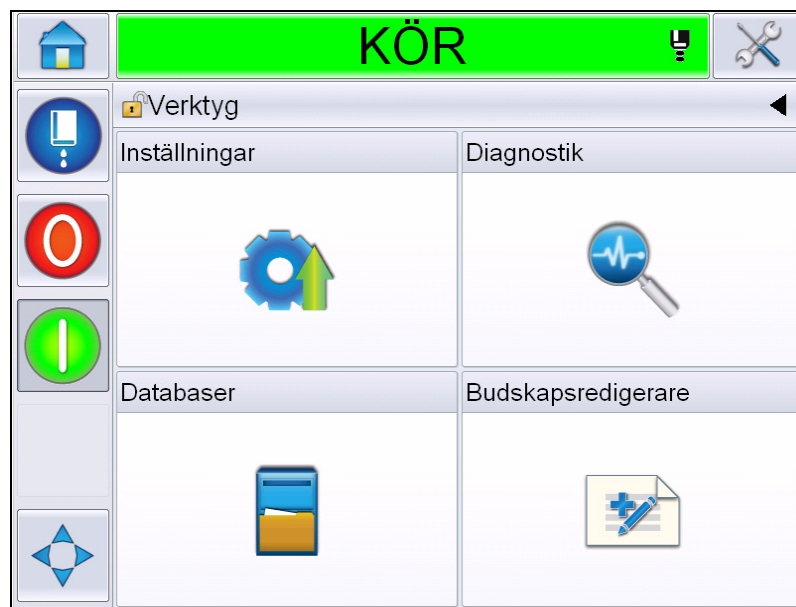 KÖR
Verktyg
Inställningar
Diagnostik
Databaser
Budskapsredigerare